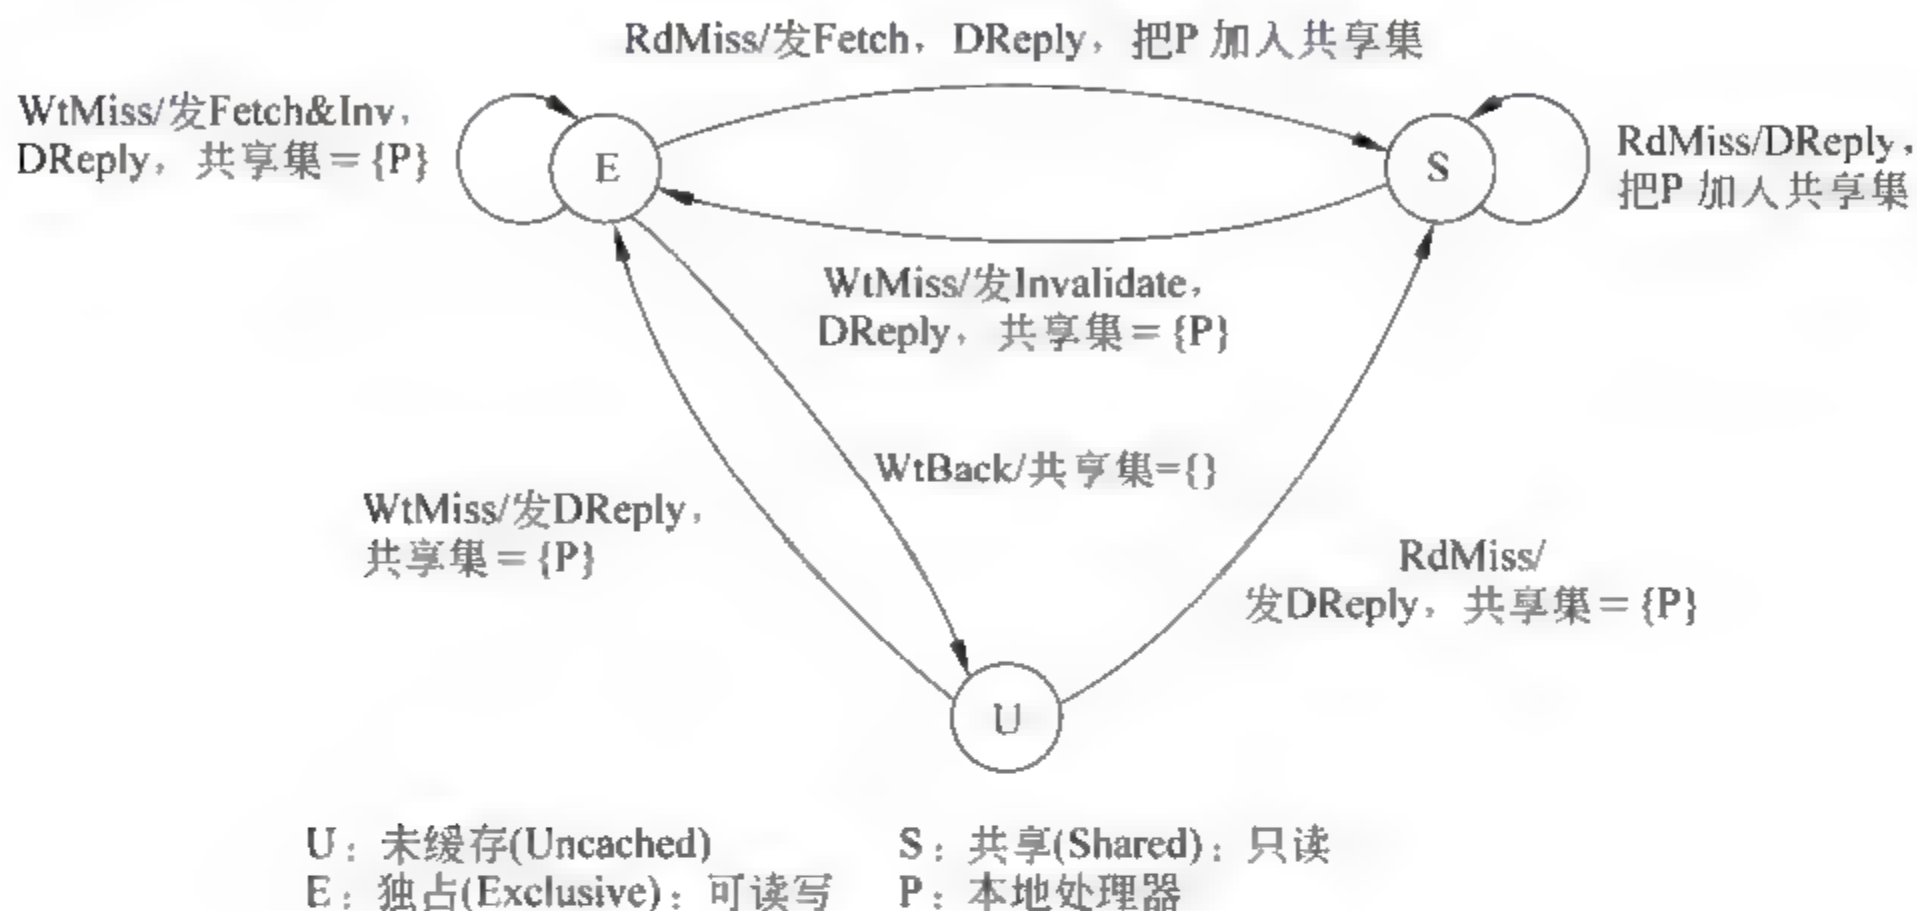 RdMiss/发Fetch，DReply，把P 加入共享集
WtMiss/发Fetch&Inv，
DReply，共享集＝{P}
E
S
RdMiss/DReply，
把P 加入共享集
WtMiss/发Invalidate，
DReply，共享集＝{P}
WtBack/共享集={}
WtMiss/发DReply，
共享集＝{P}
RdMiss/
发DReply，共享集＝{P}
U
U：未缓存(Uncached)
S：共享(Shared)：只读
E：独占(Exclusive)：可读写
P：本地处理器